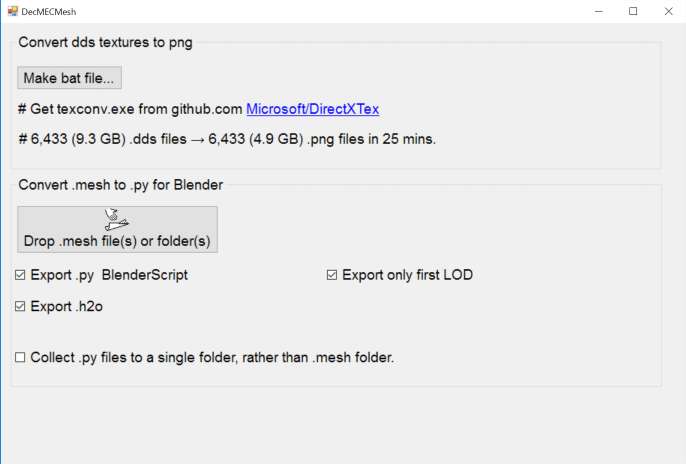 DecMECMesh
Convert dds textures to png
Make bat file...
# Get texconv.exe from github.com Microsoft/DirectXTex
# 6,433 (9.3 GB) .dds files → 6,433 (4.9 GB) .png files in 25 mins.
Convert .mesh to .py for Blender
Drop .mesh file(s) or folder(s)
Export .py  BlenderScript
Export only first LOD
Export .h2o
Collect .py files to a single folder, rather than .mesh folder.